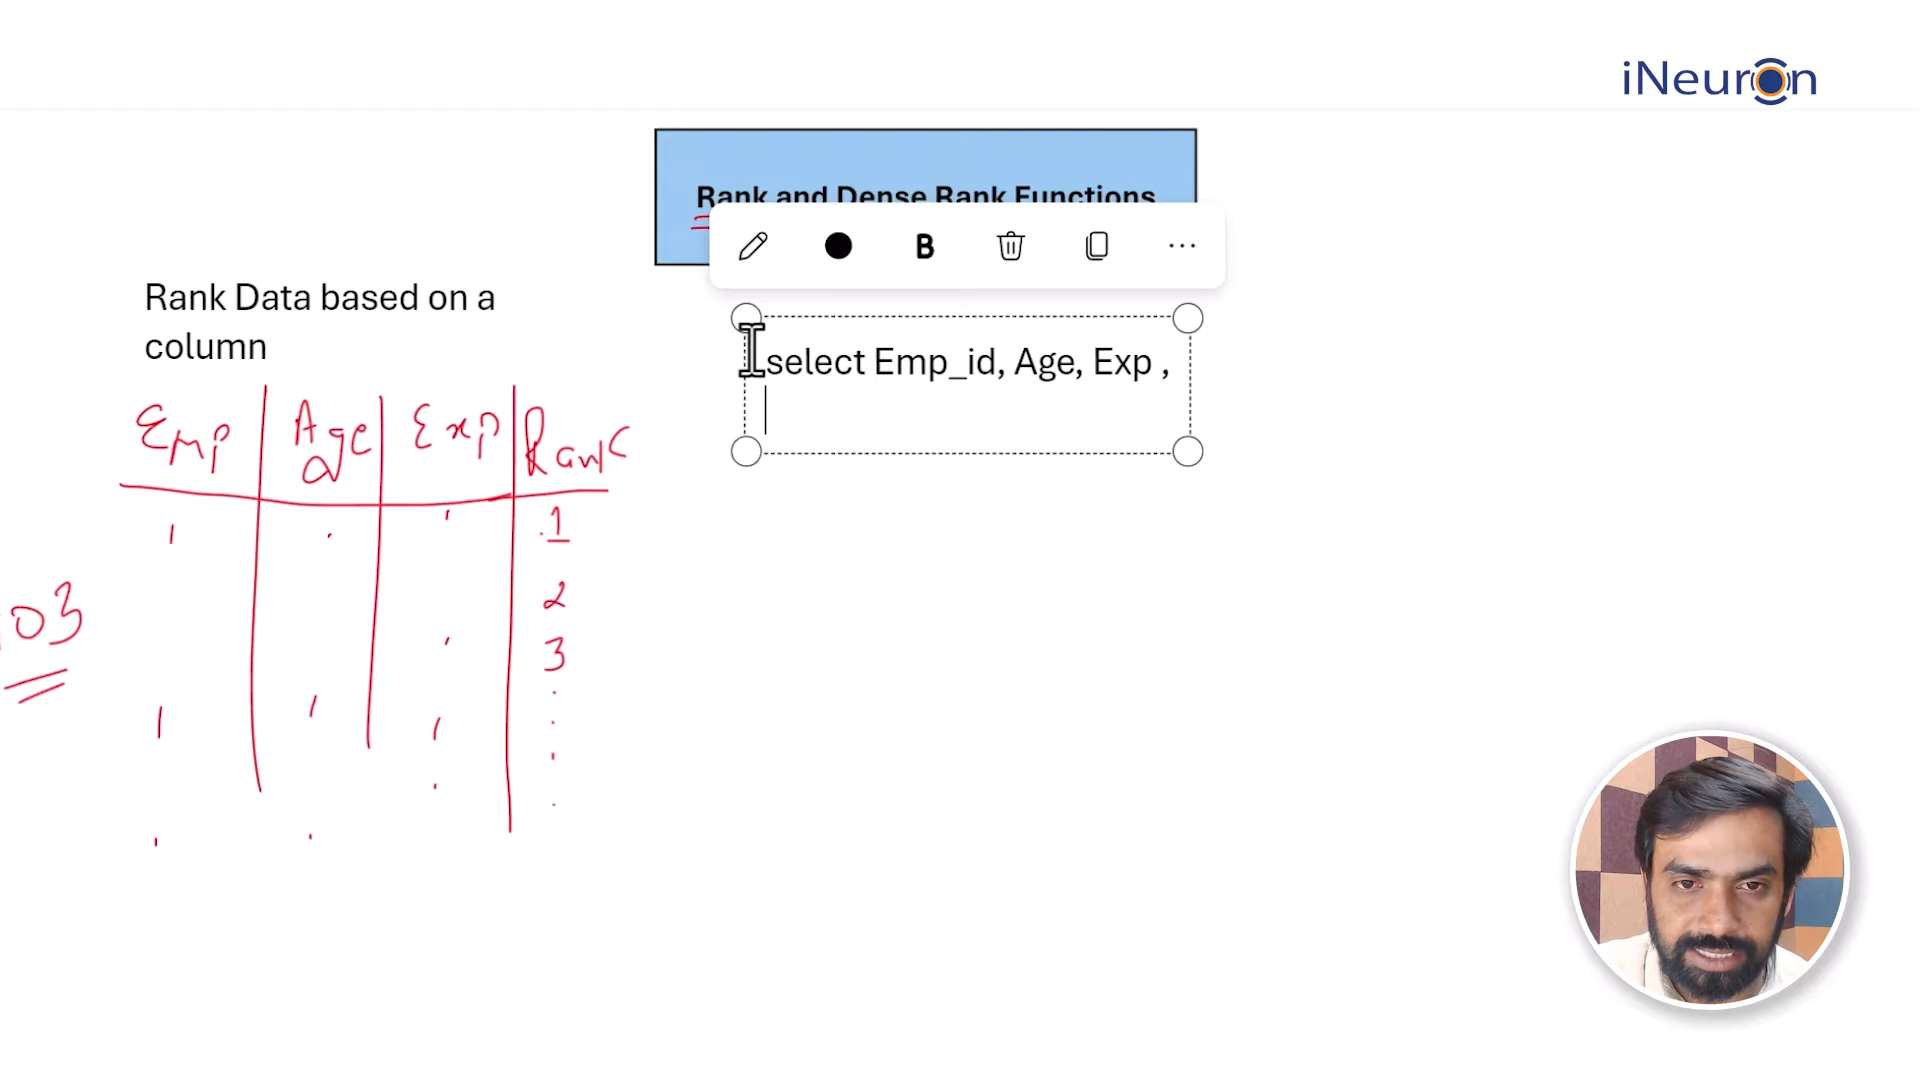 iNeuron
Rank and Dense Rank Functions
B
Rank Data based on a
column
select Emp_id, Age, Exp ,
Emp Age Exp Rank
1
2
3
03